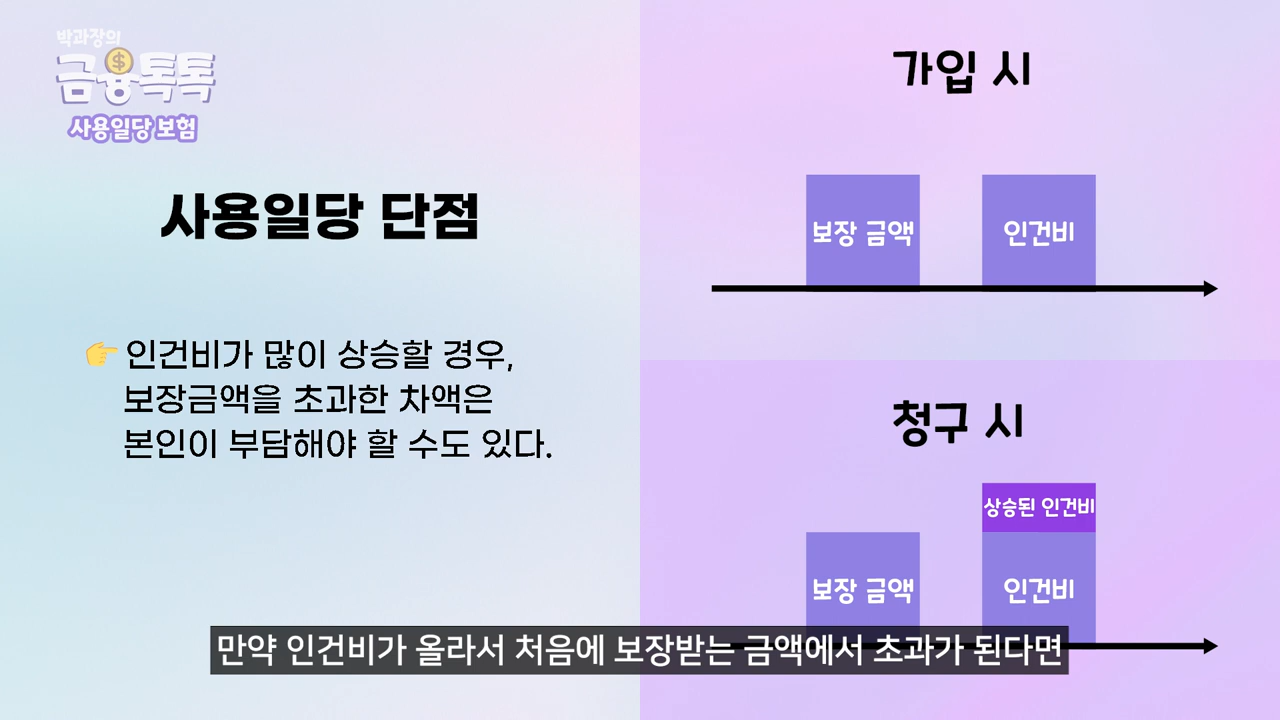 박과장의
금융톡톡
사용일당 보험
사용일당 단점
👉 인건비가 많이 상승할 경우,
보장금액을 초과한 차액은
본인이 부담해야 할 수도 있다.
가입 시
보장 금액
인건비
청구 시
상승된 인건비
보장 금액
인건비
만약 인건비가 올라서 처음에 보장받는 금액에서 초과가 된다면